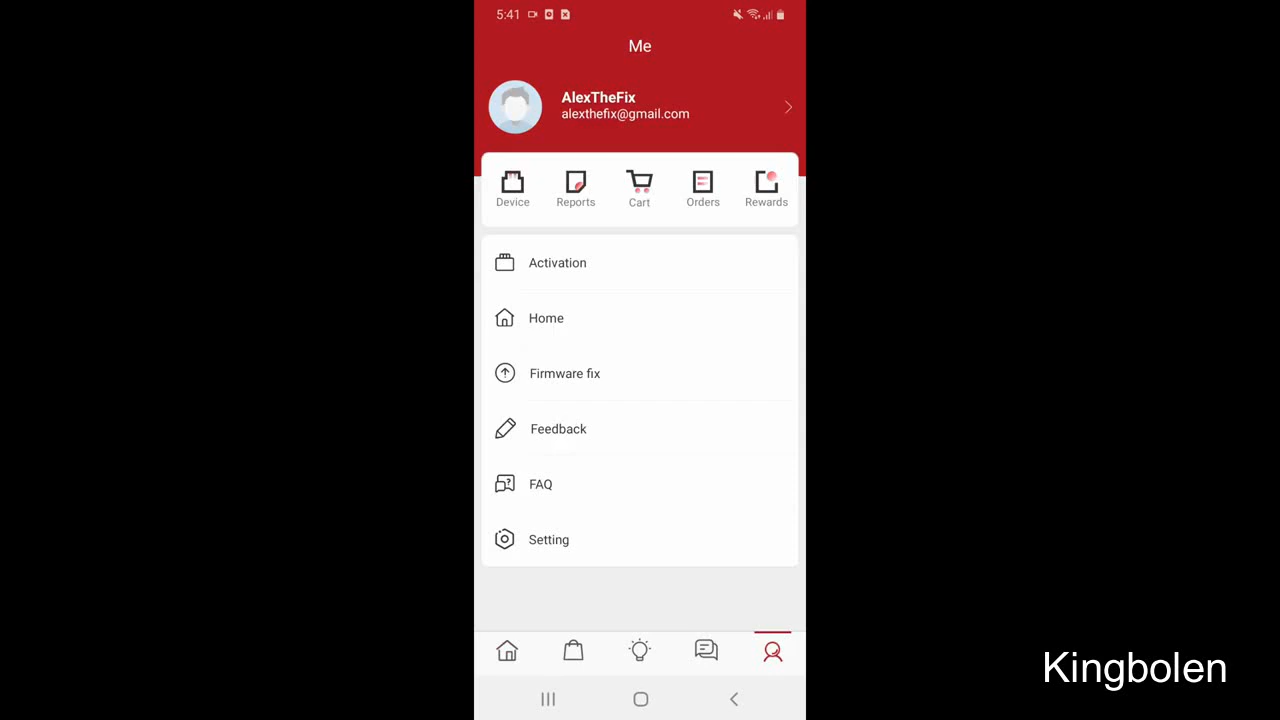 5:41
Me
AlexTheFix
alexthefix@gmail.com
Device
Reports
Cart
Orders
Rewards
Activation
Home
Firmware fix
Feedback
FAQ
Setting
Kingbolen